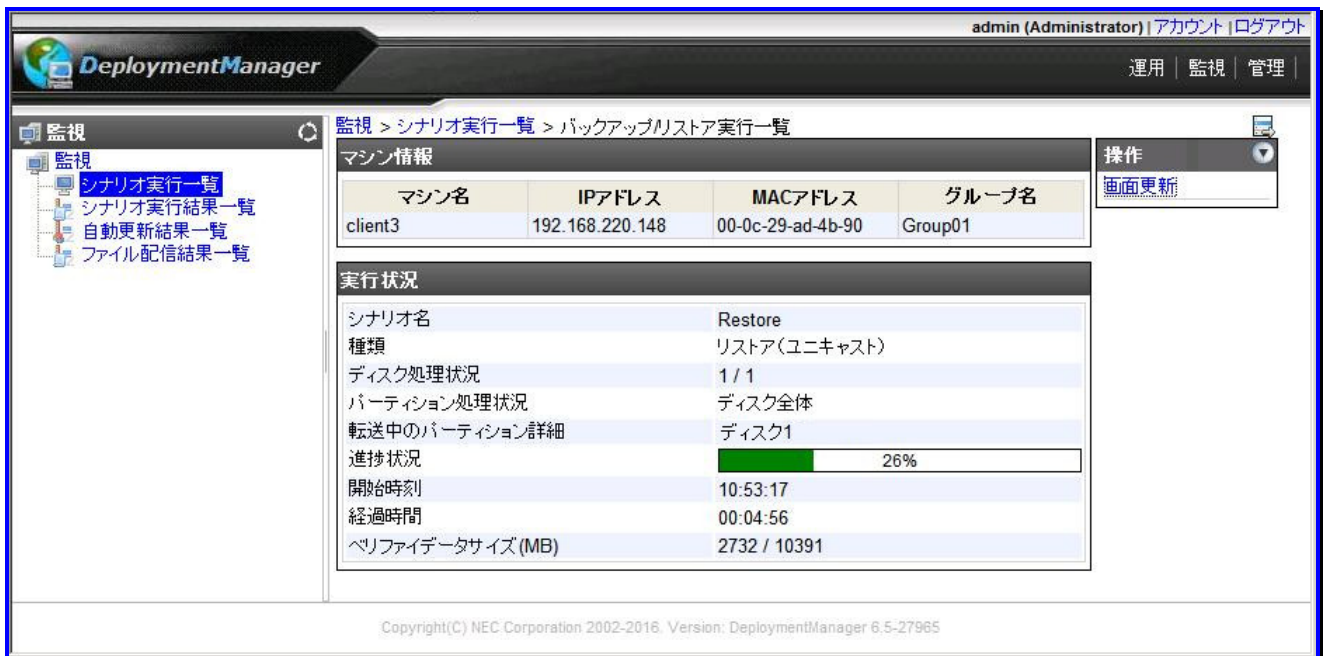 admin (Administrator) | アカウント | ログアウト
DeploymentManager
運用 | 監視 | 管理 |
監視
監視
シナリオ実行一覧
シナリオ実行結果一覧
自動更新結果一覧
ファイル配信結果一覧
監視 > シナリオ実行一覧 > バックアップ/リストア実行一覧
マシン情報
マシン名 IPアドレス MACアドレス グループ名
client3 192.168.220.148 00-0c-29-ad-4b-90 Group01
操作
画面更新
実行状況
シナリオ名 Restore
種類 リストア(ユニキャスト)
ディスク処理状況 1 / 1
パーティション処理状況 ディスク全体
転送中のパーティション詳細 ディスク1
進捗状況 26%
開始時刻 10:53:17
経過時間 00:04:56
ベリファイデータサイズ(MB) 2732 / 10391
Copyright(C) NEC Corporation 2002-2016. Version: DeploymentManager 6.5-27965